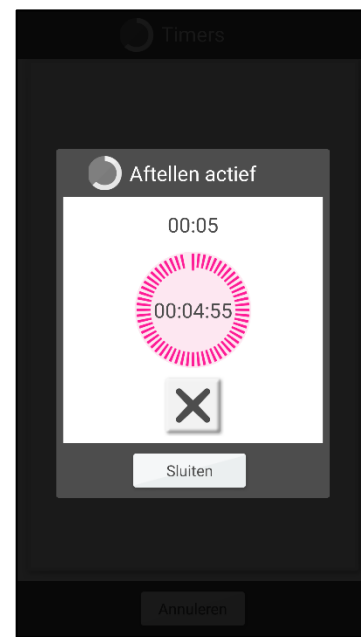 Timers
Aftellen actief
00:05
00:04:55
Sluiten
Annuleren